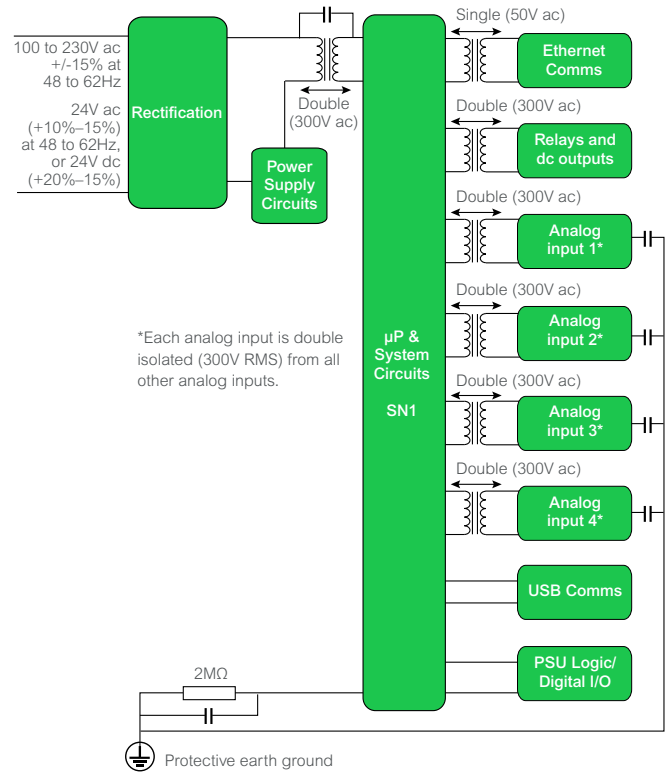 100 to 230V ac
+/-15% at
48 to 62Hz
24V ac
(+10%–15%)
at 48 to 62Hz,
or 24V dc
(+20%–15%)
Rectification
Double
(300V ac)
Power
Supply
Circuits
*Each analog input is double
isolated (300V RMS) from all
other analog inputs.
µP &
System
Circuits
SN1
Single (50V ac)
Ethernet
Comms
Double (300V ac)
Relays and
dc outputs
Double (300V ac)
Analog
input 1*
Double (300V ac)
Analog
input 2*
Double (300V ac)
Analog
input 3*
Double (300V ac)
Analog
input 4*
USB Comms
PSU Logic/
Digital I/O
2MΩ
Protective earth ground